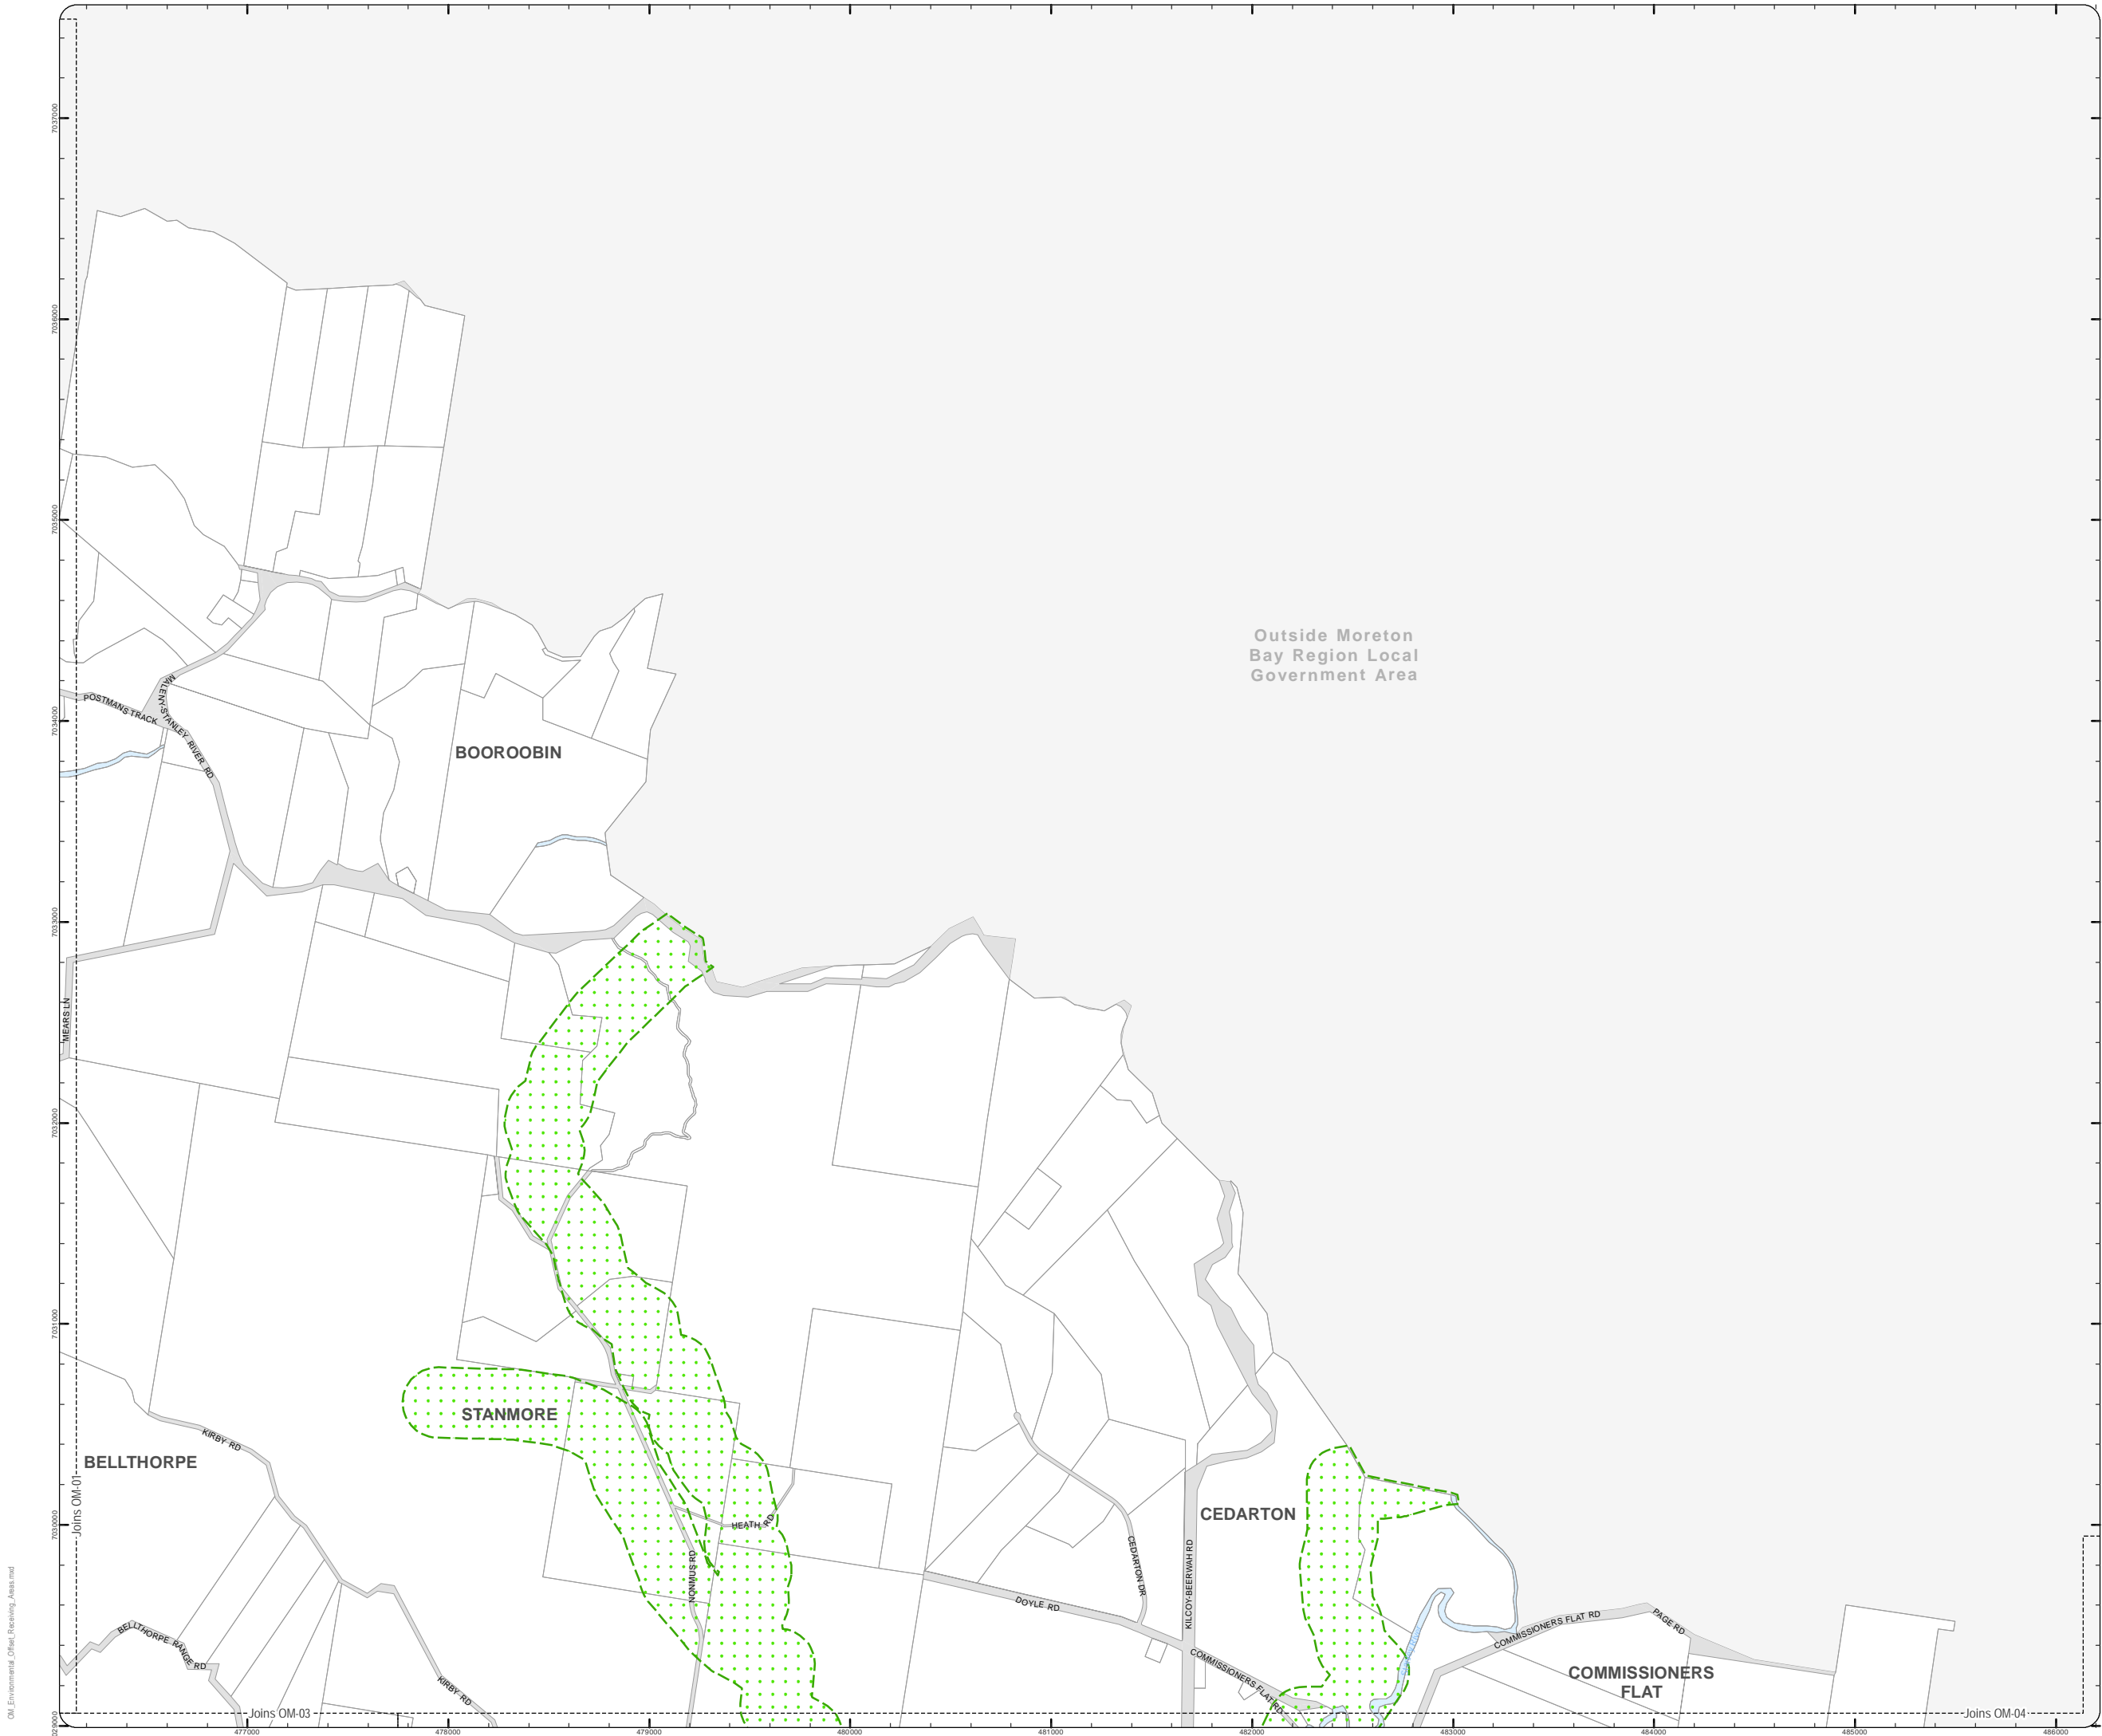 7037000
7036000
7035000
7034000
7033000
7032000
7031000
7030000
Outside Moreton
Bay Region Local
Government Area
MALENY-STANLEY RIVER RD
POSTMANS TRACK
BOOROOBIN
MEARS LN
STANMORE
KIRBY RD
BELLTHORPE
Joins OM-01
CEDARTON
HEATH RD
NONMUS RD
CEDARTON DR
KILCOY-BEERWAH RD
DOYLE RD
COMMISSIONERS FLAT RD
PAGE RD
BELLTHORPE RANGE RD
COMMISSIONERS FLAT RD
COMMISSIONERS
FLAT
KIRBY RD
Joins OM-03
Joins OM-04
477000
478000
479000
480000
481000
482000
483000
484000
485000
486000
OM_Environmental_Offset_Receiving_Areas.mxd